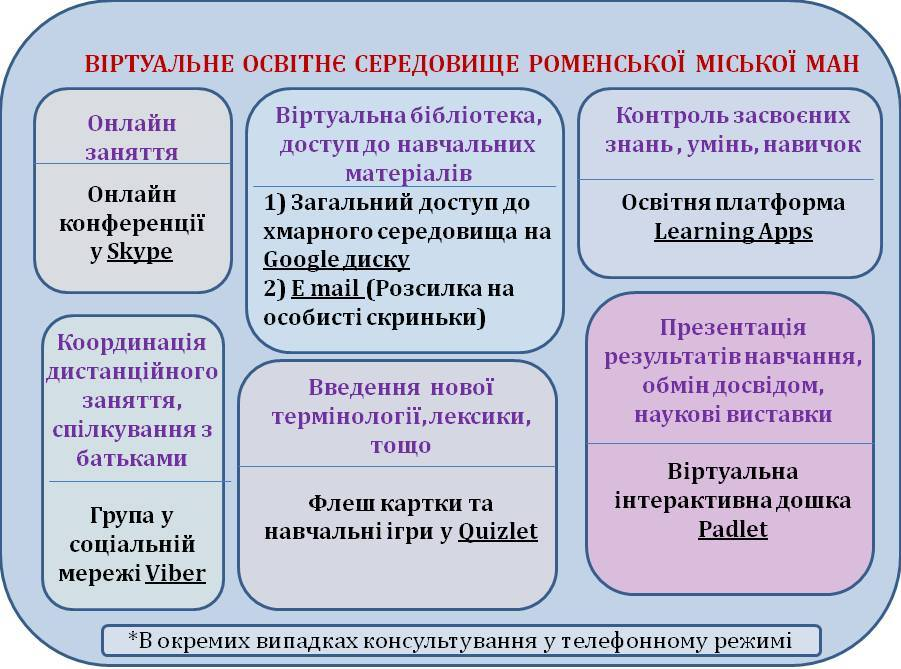 ВІРТУАЛЬНЕ ОСВІТНЄ СЕРЕДОВИЩЕ РОМЕНСЬКОЇ МІСЬКОЇ МАН
Онлайн
заняття
Онлайн
конференції
у Skype
Віртуальна бібліотека,
доступ до навчальних
матеріалів
1) Загальний доступ до
хмарного середовища на
Google диску
2) E mail (Розсилка на
особисті скриньки)
Контроль засвоєних
знань , умінь, навичок
Освітня платформа
Learning Apps
Координація
дистанційного
заняття,
спілкування з
батьками
Група у
соціальній
мережі Viber
Введення нової
термінології,лексики,
тощо
Флеш картки та
навчальні ігри у Quizlet
Презентація
результатів навчання,
обмін досвідом,
наукові виставки
Віртуальна
інтерактивна дошка
Padlet
*В окремих випадках консультування у телефонному режимі